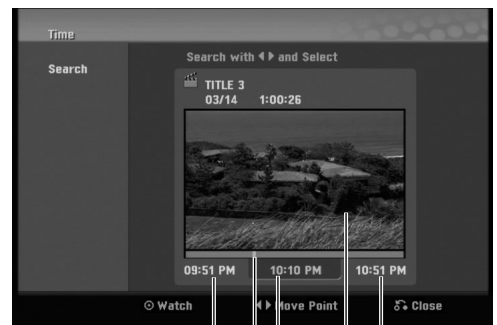 Time
Search
Search with ◀ ▶ and Select
TITLE 3
03/14 1:00:26
09:51 PM 10:10 PM 10:51 PM
⊙ Watch ◀ ▶ Move Point Close